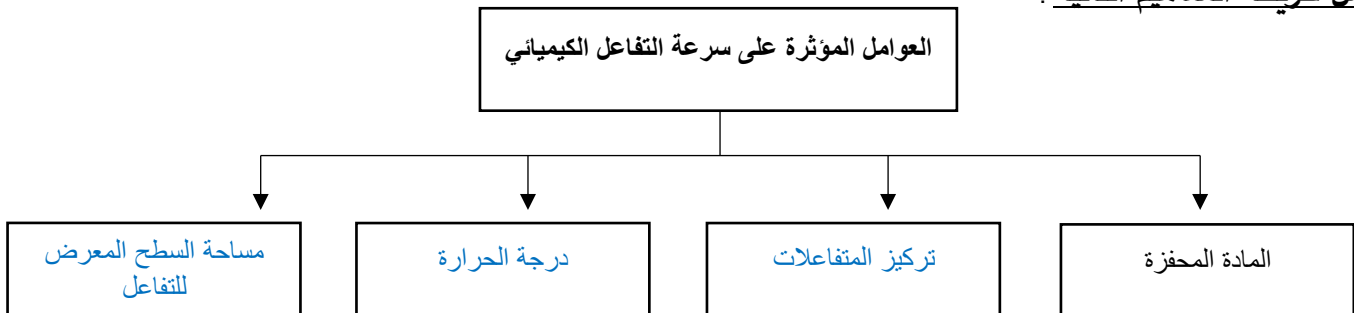 العوامل المؤثرة على سرعة التفاعل الكيميائي
المادة المحفزة
تركيز المتفاعلات
درجة الحرارة
مساحة السطح المعرض
للتفاعل